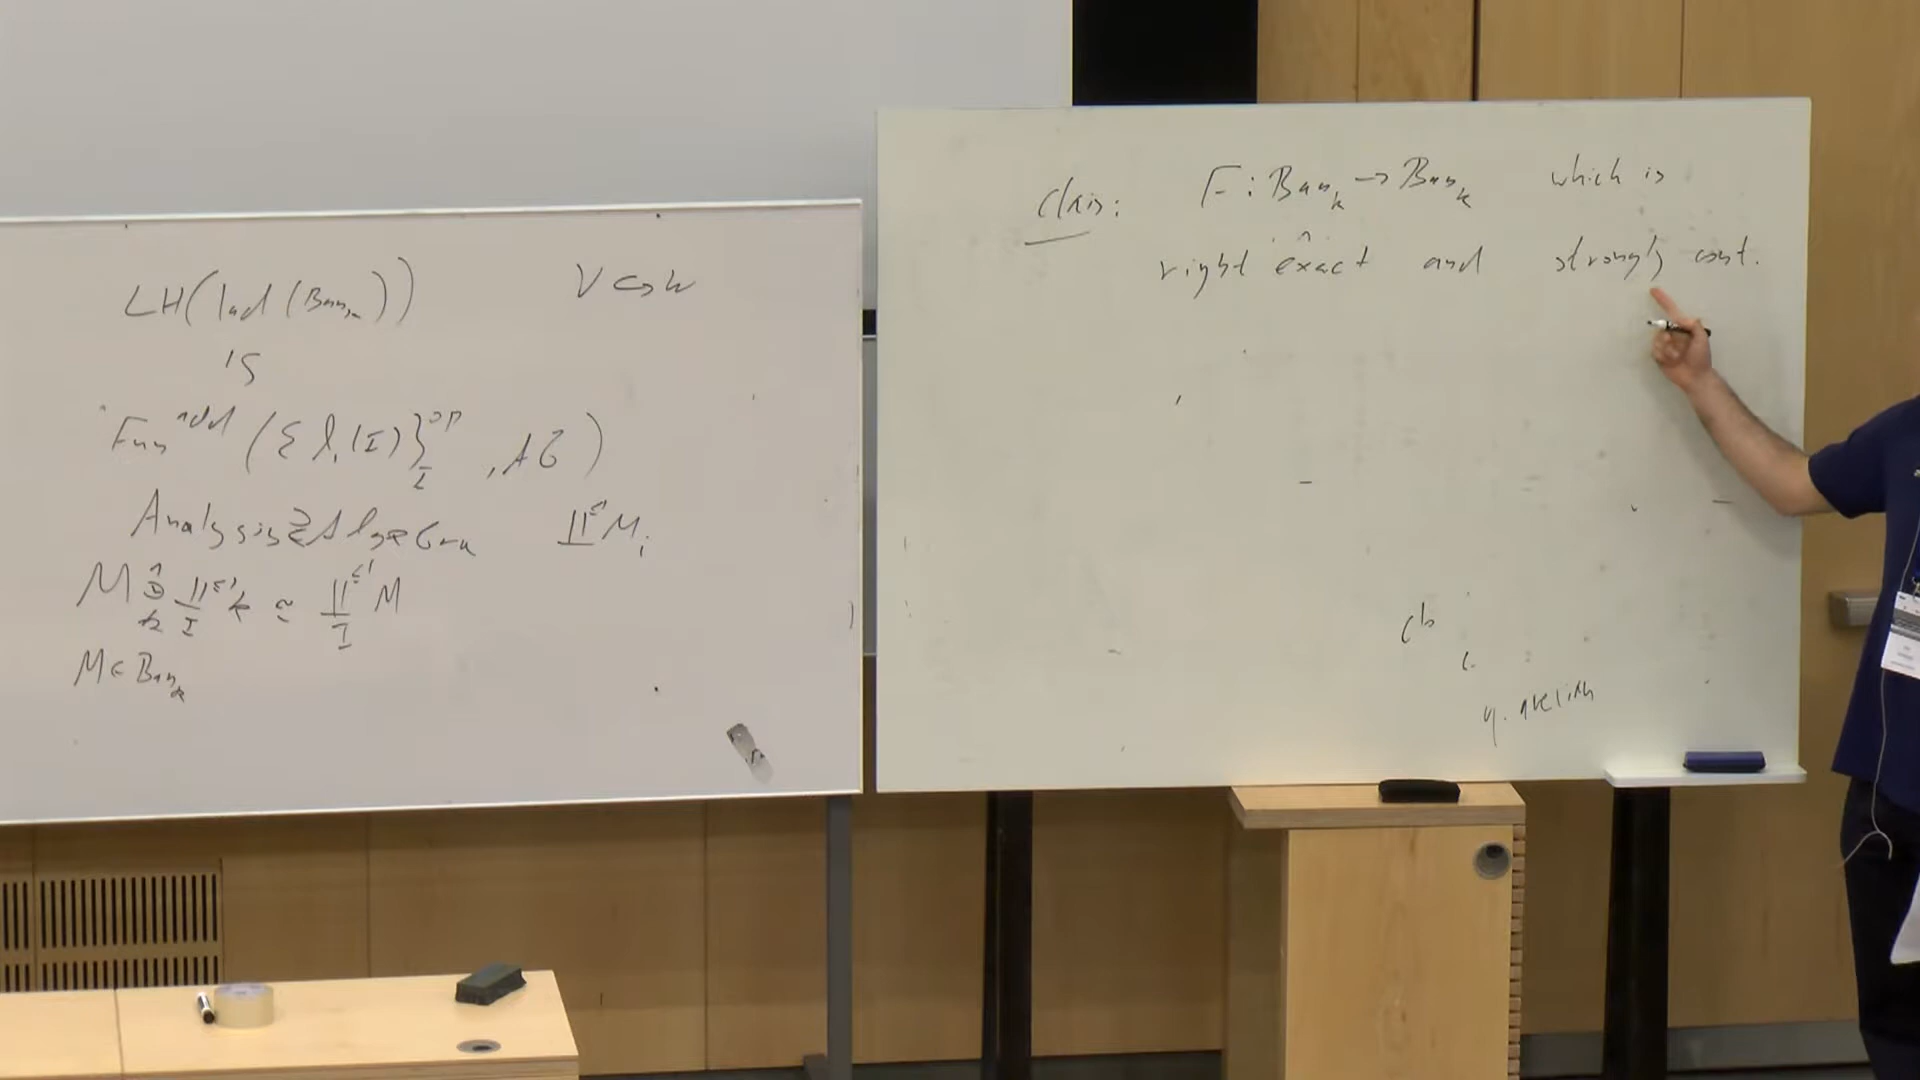 LH(Ind(Ban_k)) V ↪ W
≃
Fun^add ({l_1(I)}_I^op, Ab)
Analysis ≥ Algebra ∐^{≤1} M_i
M ⊗̂_k ∐_I^{≤1} k ≃ ∐_I^{≤1} M
M ∈ Ban_k
Claim: F: Ban_k → Ban_k which is
right exact and strongly cont.